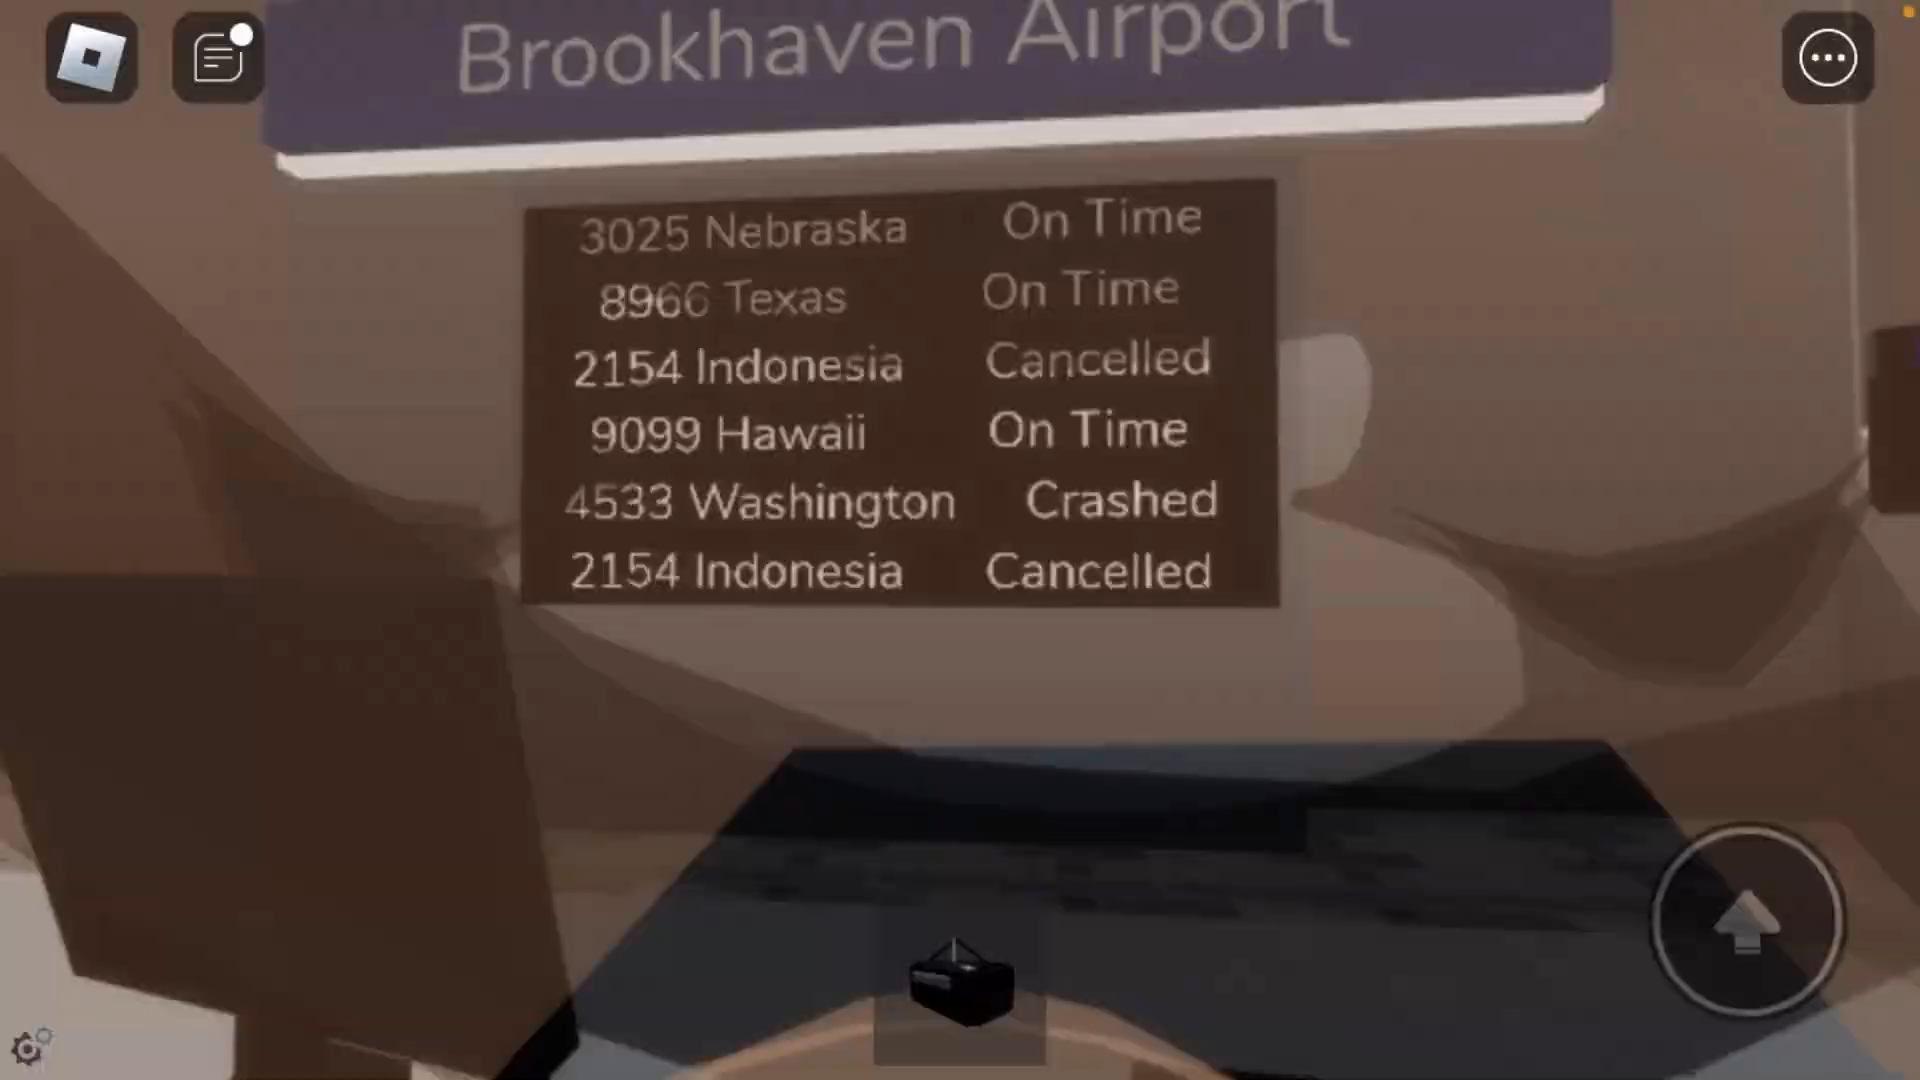 Brookhaven Airport
3025 Nebraska On Time
8966 Texas On Time
2154 Indonesia Cancelled
9099 Hawaii On Time
4533 Washington Crashed
2154 Indonesia Cancelled